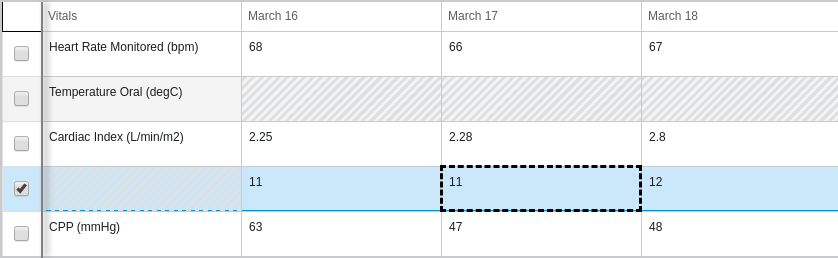 Vitals March 16 March 17 March 18
Heart Rate Monitored (bpm) 68 66 67
Temperature Oral (degC)
Cardiac Index (L/min/m2) 2.25 2.28 2.8
11 11 12
CPP (mmHg) 63 47 48